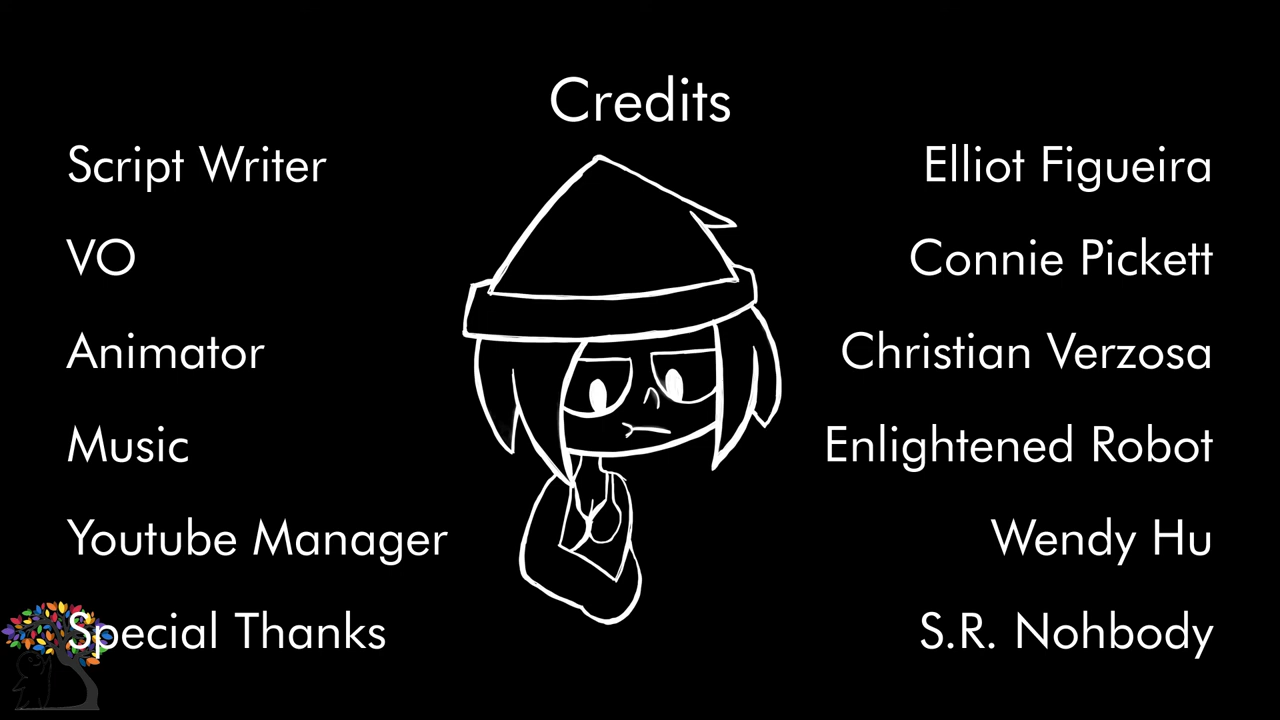 Credits
Script Writer Elliot Figueira
VO Connie Pickett
Animator Christian Verzosa
Music Enlightened Robot
Youtube Manager Wendy Hu
Special Thanks S.R. Nohbody